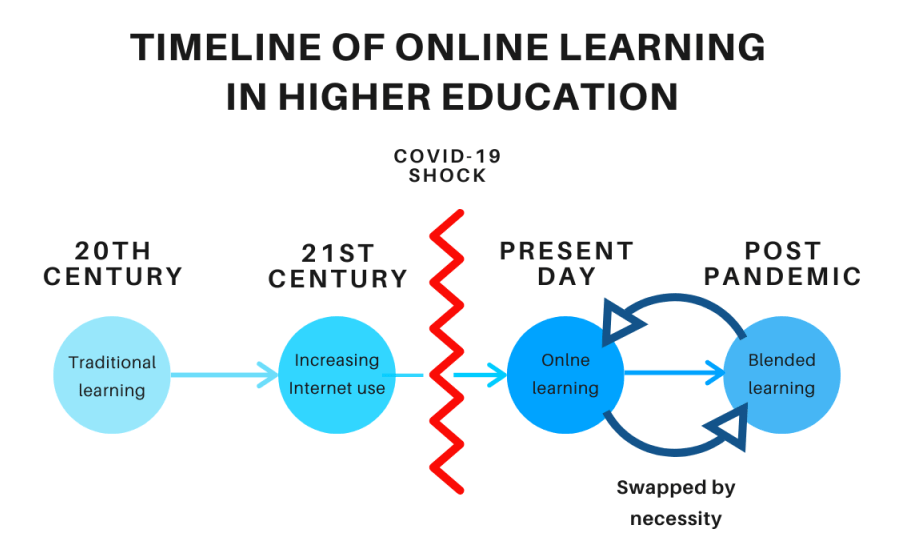 TIMELINE OF ONLINE LEARNING
IN HIGHER EDUCATION
COVID-19
SHOCK
20TH
CENTURY
21ST
CENTURY
PRESENT
DAY
POST
PANDEMIC
Traditional
learning
Increasing
Internet use
Onlne
learning
Blended
learning
Swapped by
necessity